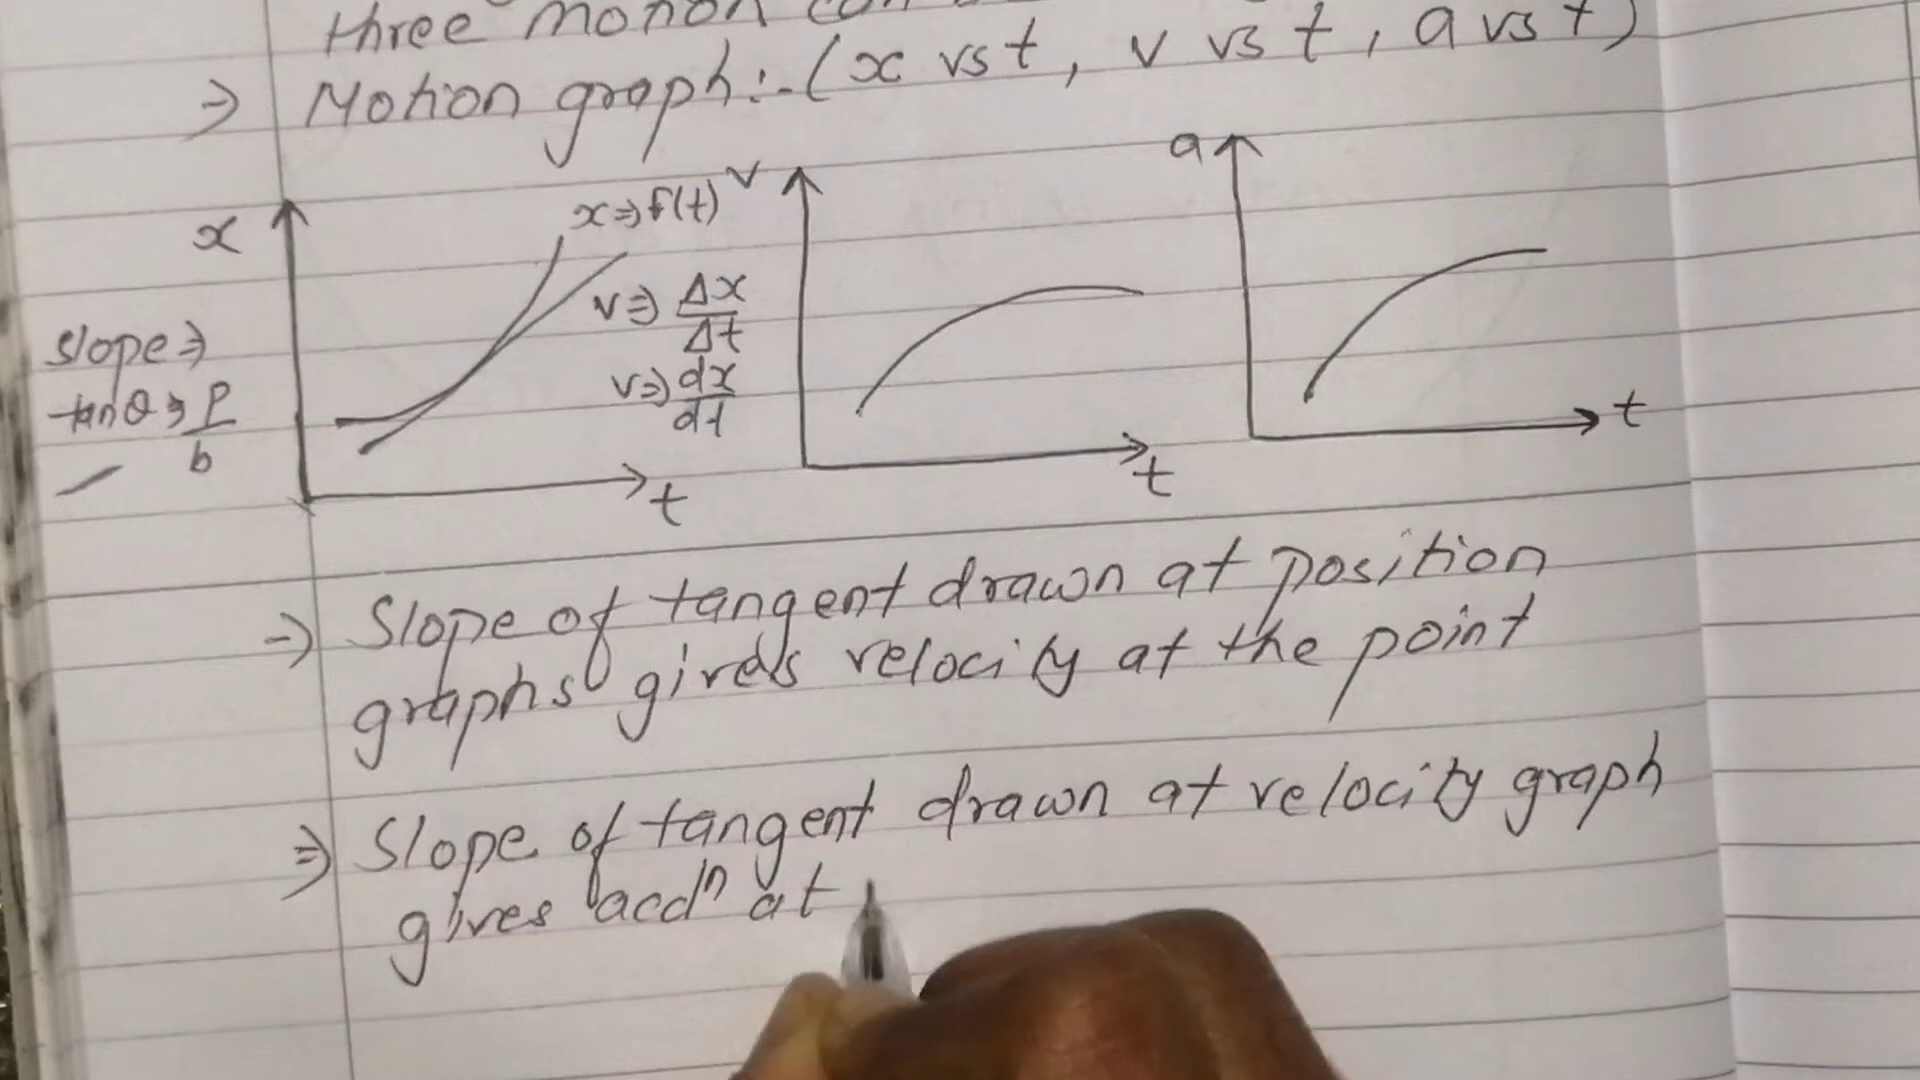 three motion
⇒ Motion graph:-(x vs t, v vs t, a vs t)
x
x⇒f(t)
v⇒ Δx/Δt
v⇒ dx/dt
t
slope⇒
tanθ⇒ P/b
v
t
a
t
⇒ Slope of tangent drawn at position
graphs gives velocity at the point
⇒ Slope of tangent drawn at velocity graph
gives accⁿ at